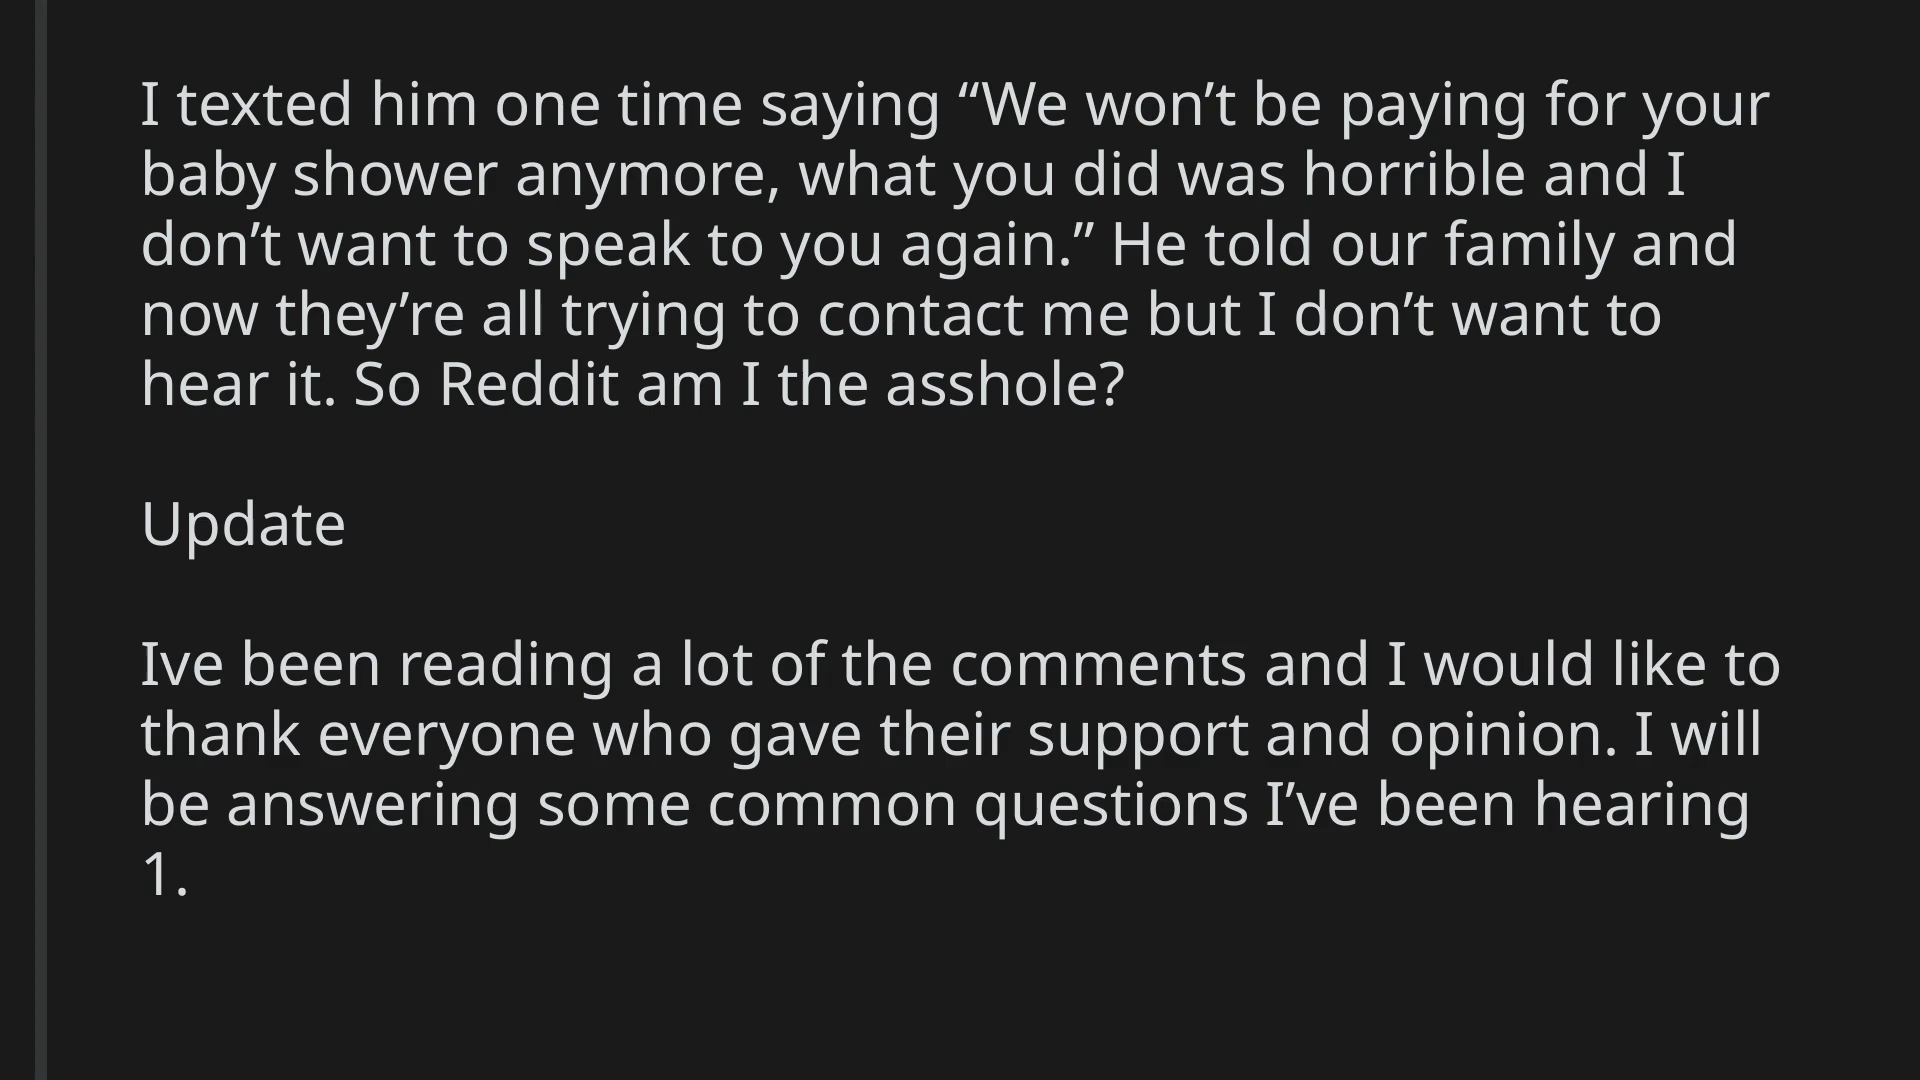 I texted him one time saying “We won’t be paying for your
baby shower anymore, what you did was horrible and I
don’t want to speak to you again.” He told our family and
now they’re all trying to contact me but I don’t want to
hear it. So Reddit am I the asshole?
Update
Ive been reading a lot of the comments and I would like to
thank everyone who gave their support and opinion. I will
be answering some common questions I’ve been hearing
1.